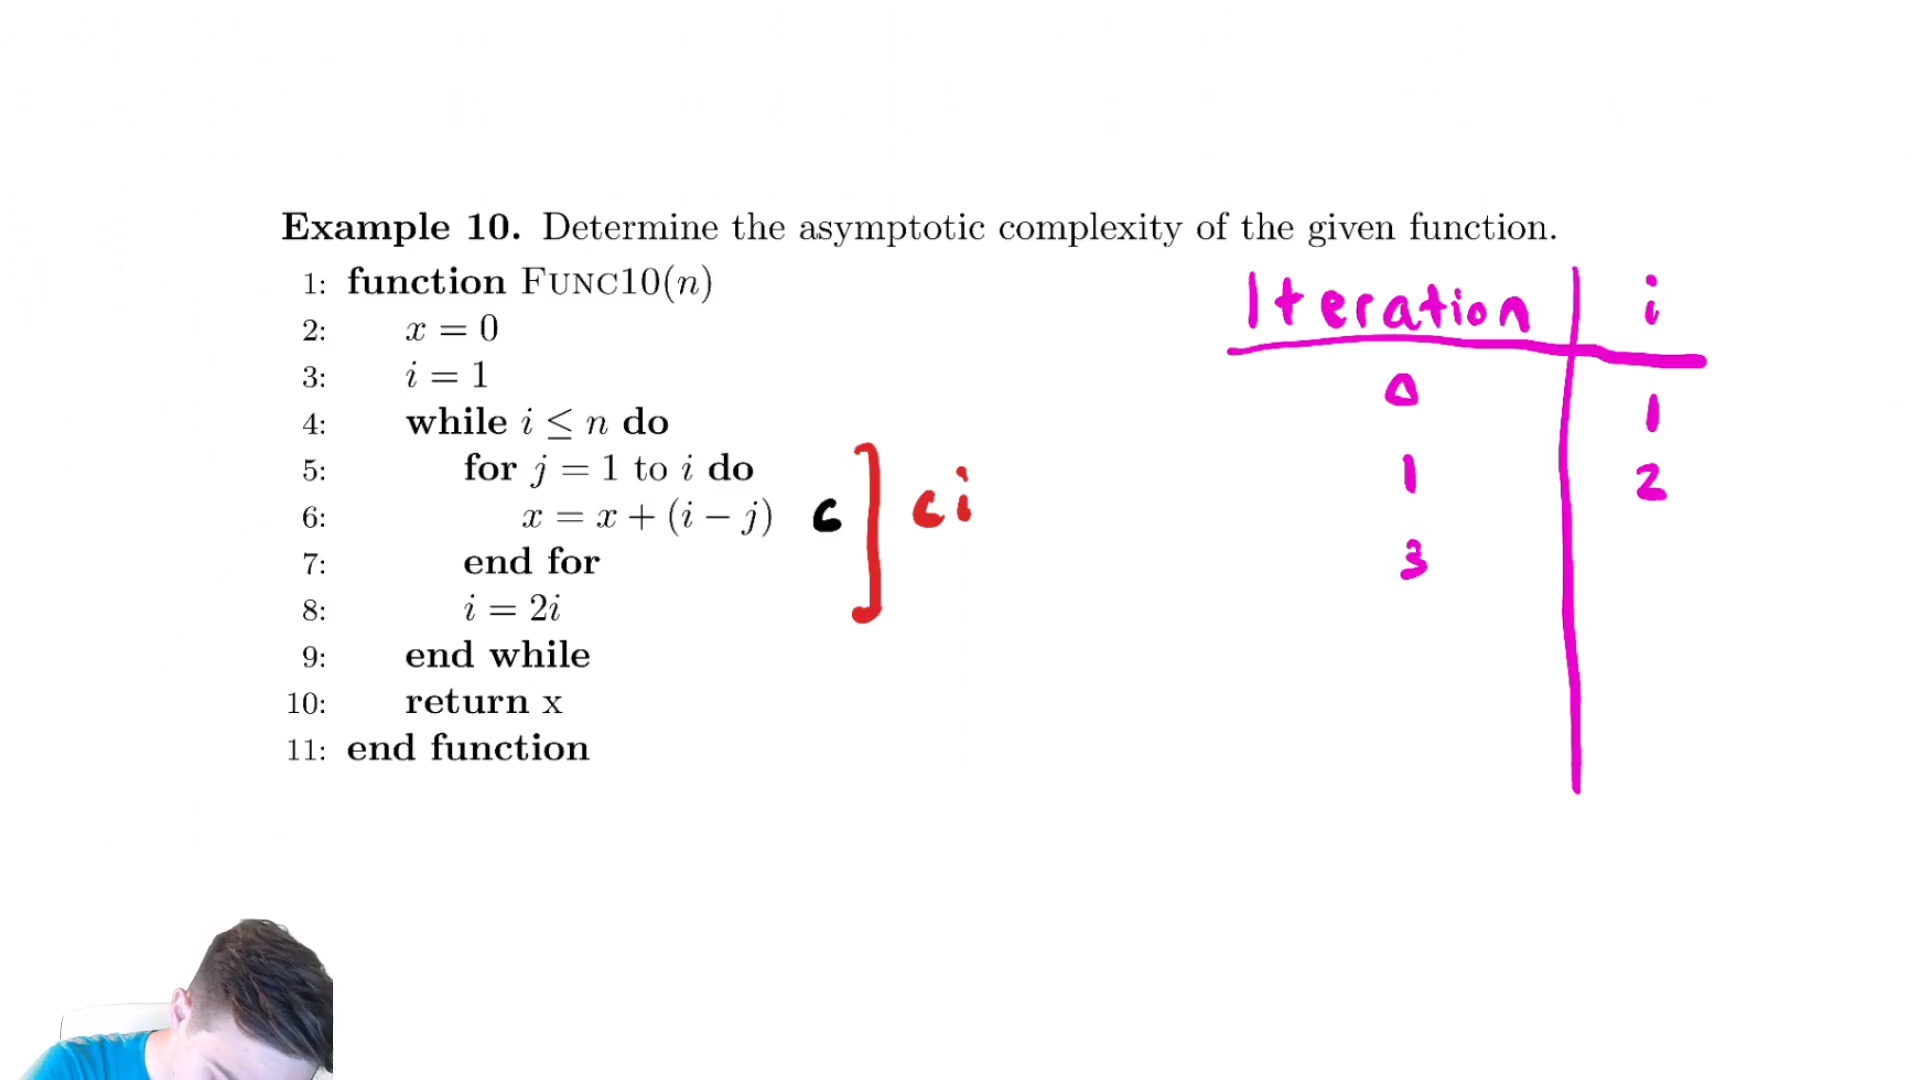 Example 10. Determine the asymptotic complexity of the given function.
1: function FUNC10(n)
2: x = 0
3: i = 1
4: while i ≤ n do
5: for j = 1 to i do
6: x = x + (i − j)
7: end for
8: i = 2i
9: end while
10: return x
11: end function
c
ci
Iteration i
0 1
1 2
3